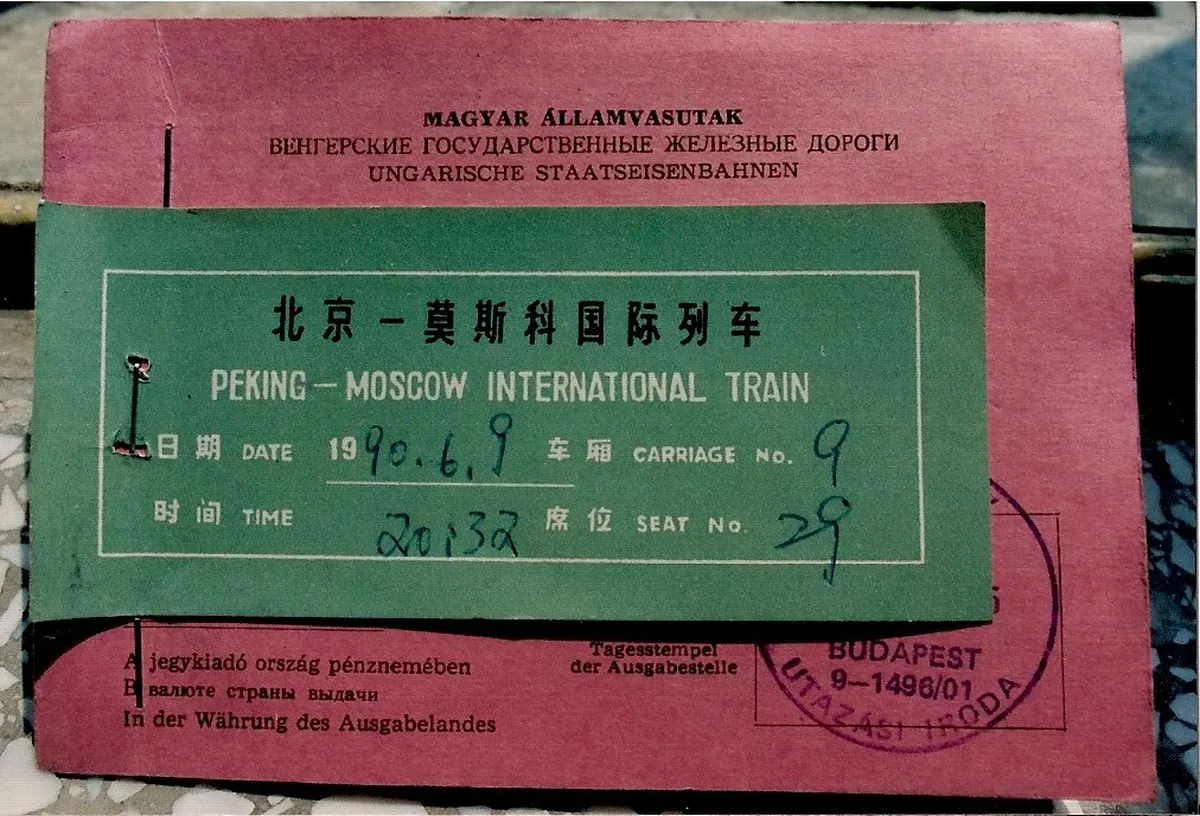 MAGYAR ÁLLAMVASUTAK
ВЕНГЕРСКИЕ ГОСУДАРСТВЕННЫЕ ЖЕЛЕЗНЫЕ ДОРОГИ
UNGARISCHE STAATSEISENBAHNEN
北京－莫斯科国际列车
PEKING－MOSCOW INTERNATIONAL TRAIN
日期 DATE 1990.6.9 车厢 CARRIAGE No. 9
时间 TIME 20:32 席位 SEAT No. 29
A jegykiadó ország pénznemében
В валюте страны выдачи
In der Währung des Ausgabelandes
Tagesstempel
der Ausgabestelle
BUDAPEST
9-1496/01
UTAZÁSI IRODA